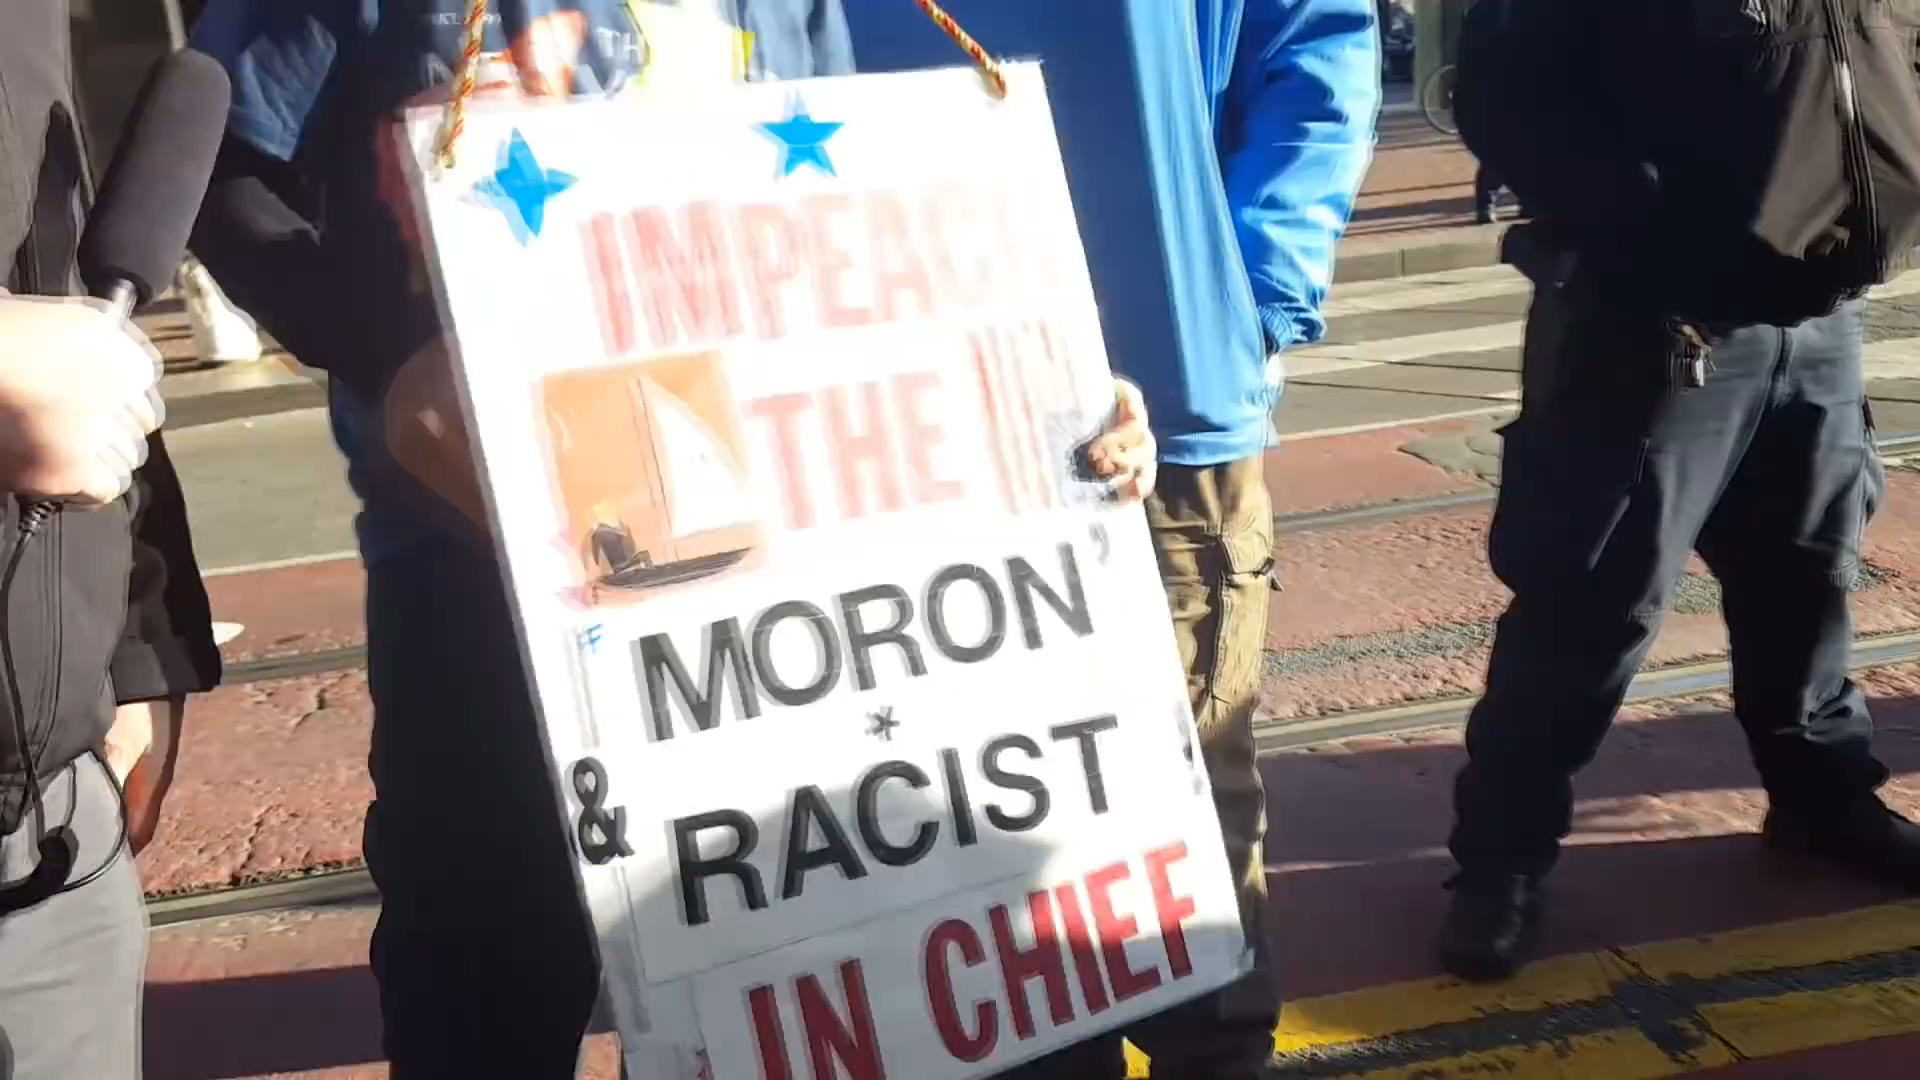 IMPEACH
THE
MORON'
*
& RACIST
IN CHIEF